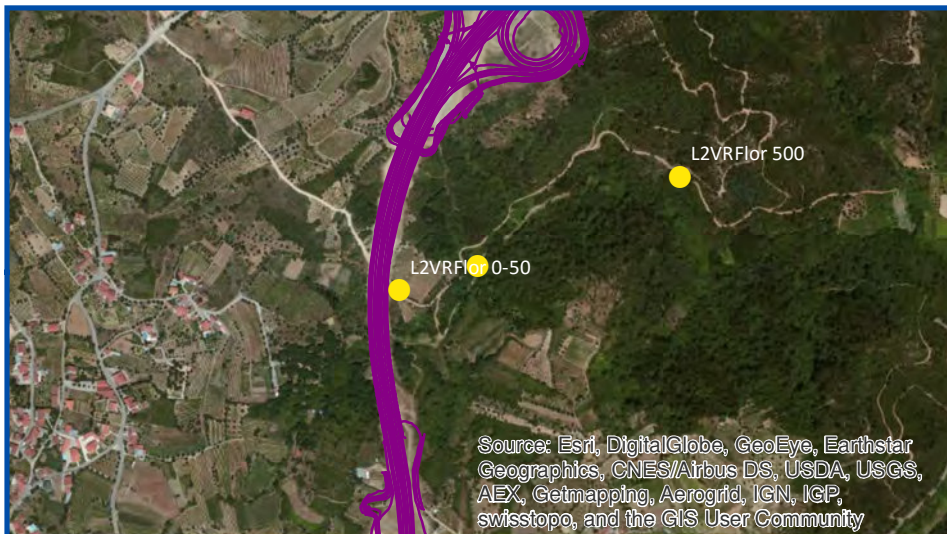 L2VRFlor 500
L2VRFlor 0-50
Source: Esri, DigitalGlobe, GeoEye, Earthstar
Geographics, CNES/Airbus DS, USDA, USGS,
AEX, Getmapping, Aerogrid, IGN, IGP,
swisstopo, and the GIS User Community